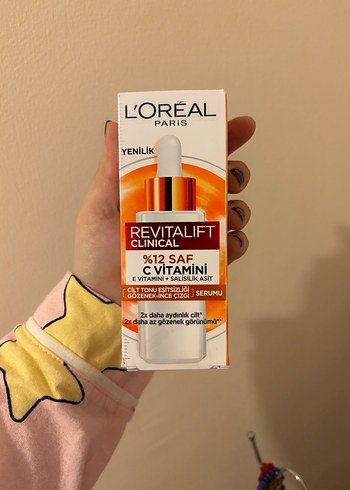 L'ORÉAL
PARIS
YENİLİK
REVITALIFT
CLINICAL
%12 SAF
C VİTAMİNİ
E VİTAMİNİ + SALİSİLİK ASİT
CİLT TONU EŞİTSİZLİĞİ
GÖZENEK-İNCE ÇİZGİ SERUMU
2x daha aydınlık cilt*
2x daha az gözenek görünümü**